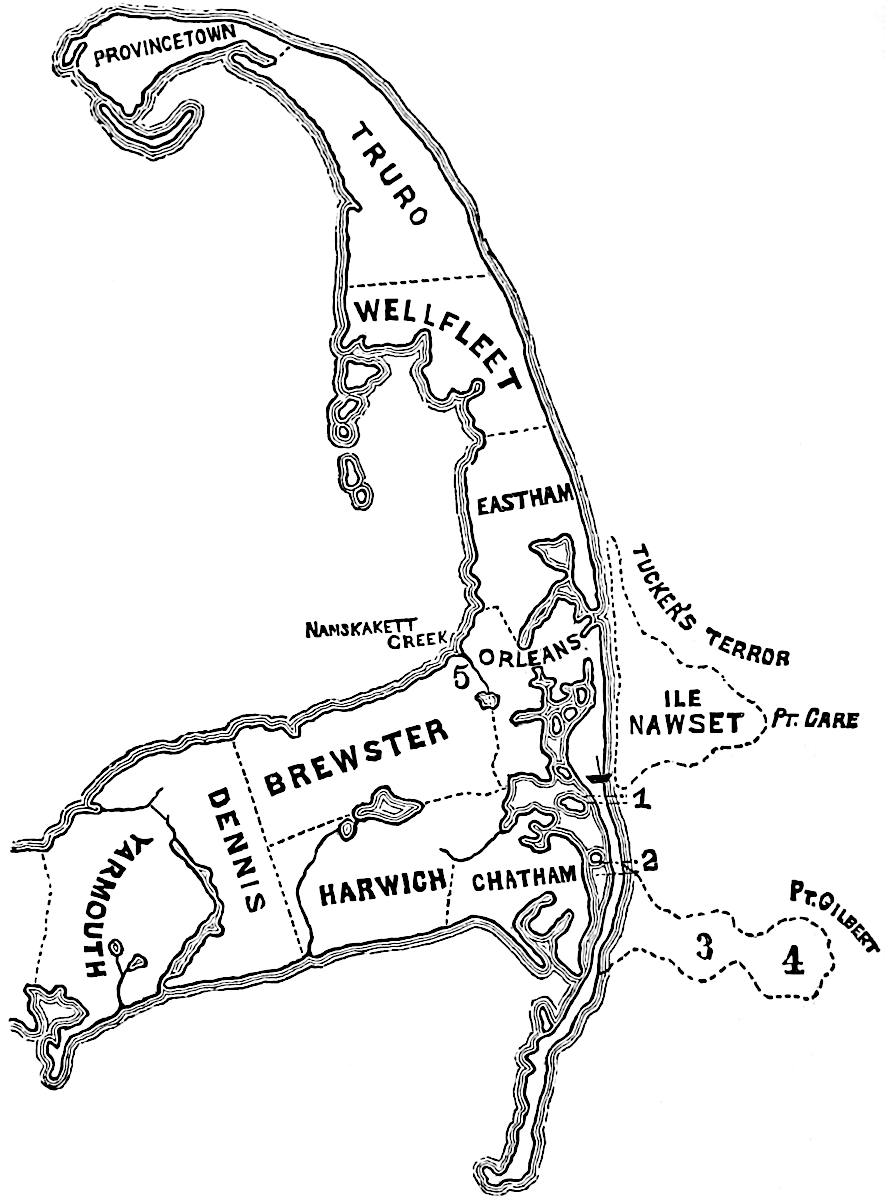 PROVINCETOWN
TRURO
WELLFLEET
EASTHAM
TUCKER'S TERROR
NAMSKAKETT
CREEK
ORLEANS.
5
ILE
NAWSET
PT. CARE
BREWSTER
DENNIS
1
YARMOUTH
2
HARWICH
CHATHAM
PT. GILBERT
3
4